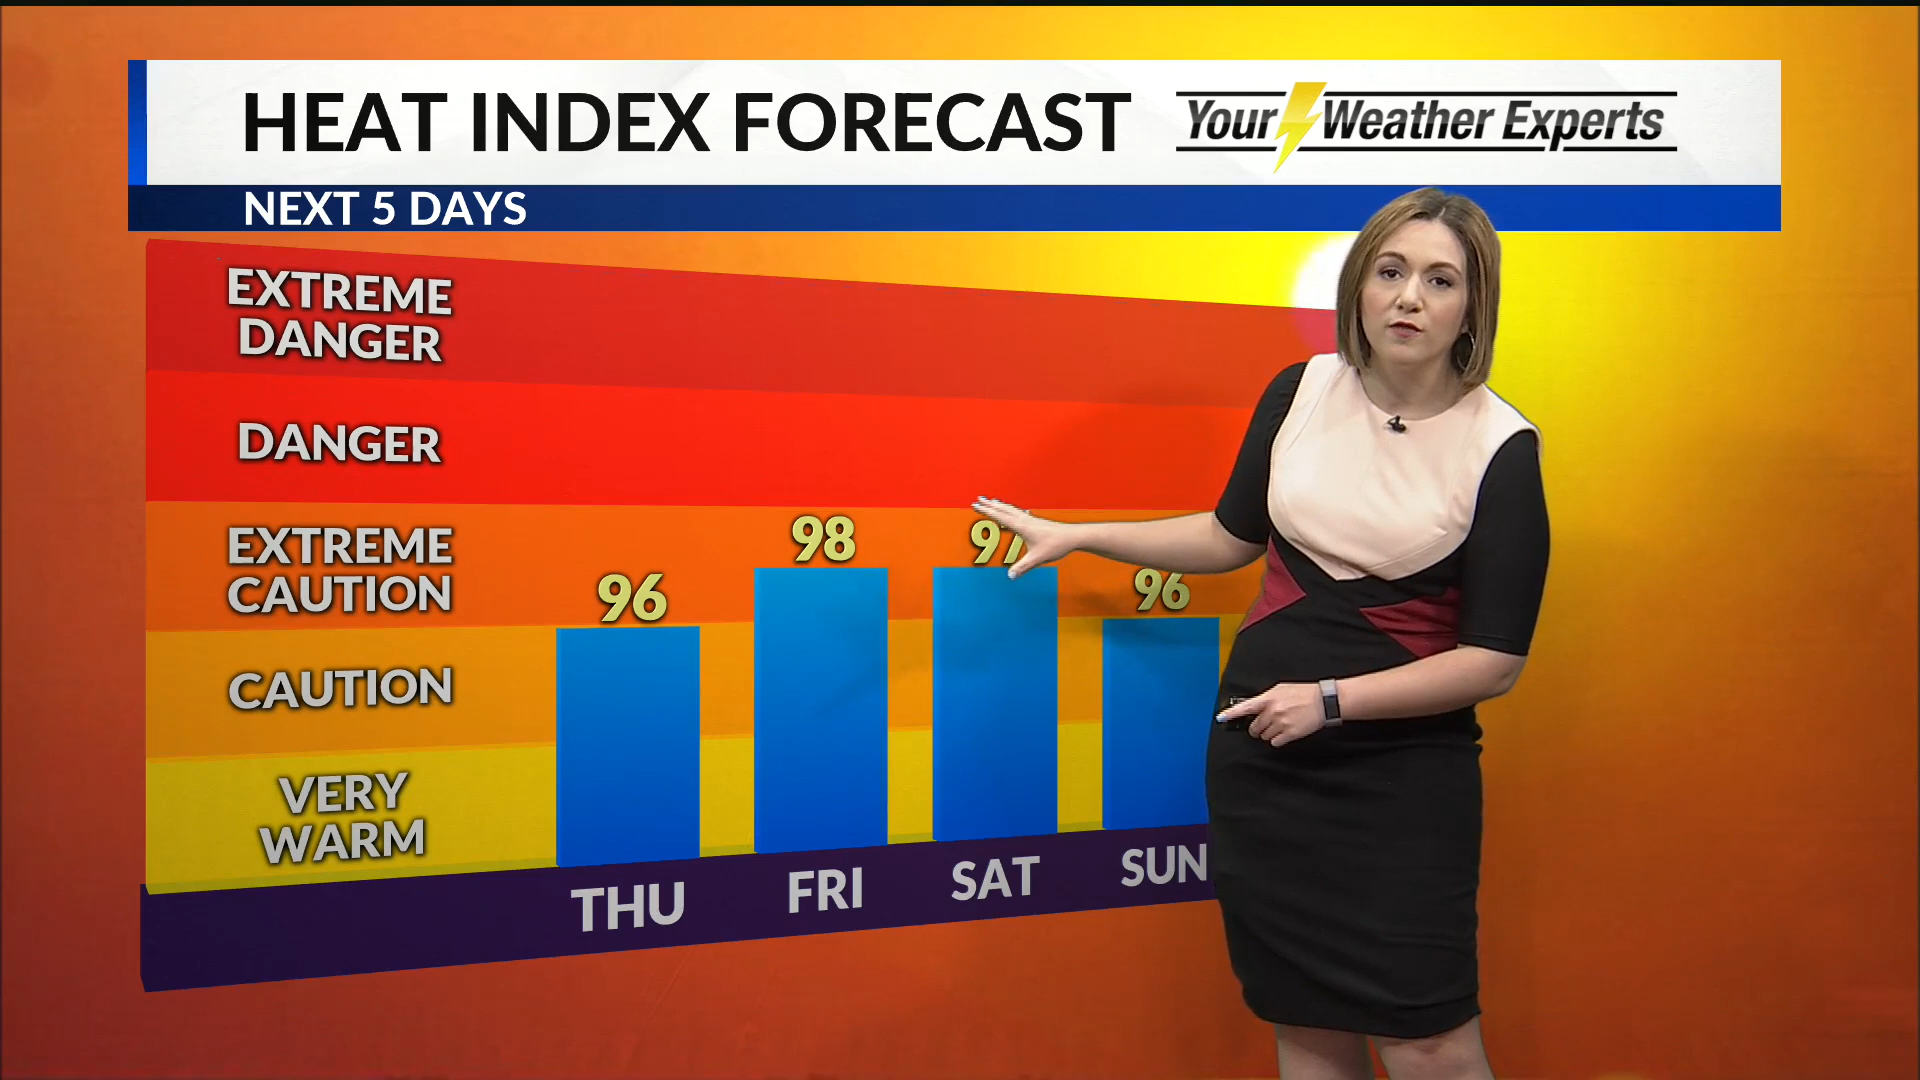 HEAT INDEX FORECAST
Your Weather Experts
NEXT 5 DAYS
EXTREME
DANGER
DANGER
EXTREME
CAUTION
CAUTION
VERY
WARM
96
98
97
96
THU
FRI
SAT
SUN